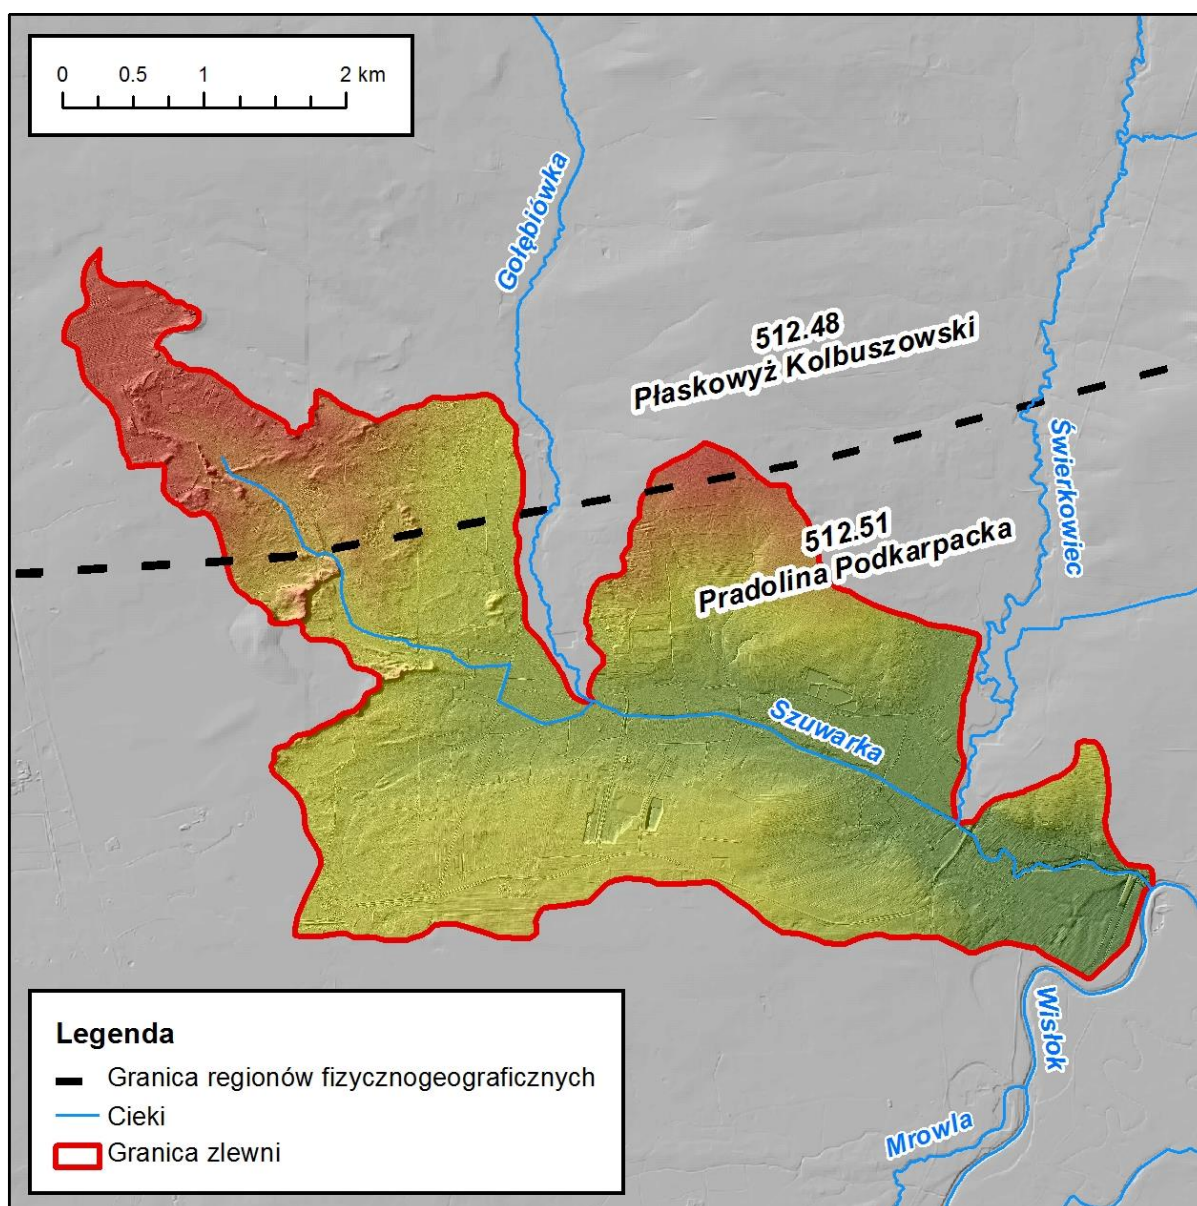 0 0.5 1 2 km
Gołębiówka
512.48
Płaskowyż Kolbuszowski
Świerkowiec
512.51
Pradolina Podkarpacka
Szuwarka
Wisłok
Mrowla
Legenda
Granica regionów fizycznogeograficznych
Cieki
Granica zlewni